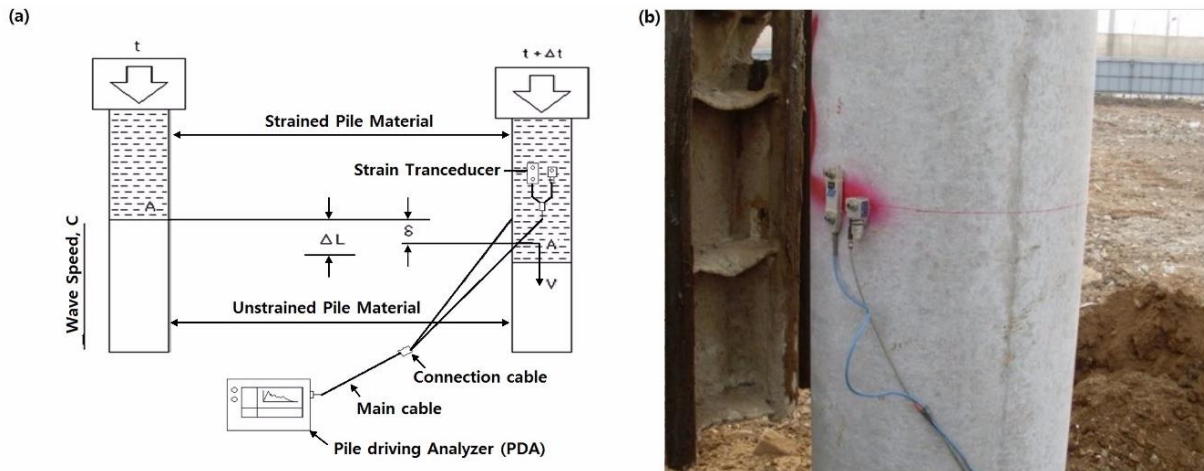 (a)
t
t + Δt
Strained Pile Material
Strain Tranceducer
A
ΔL
δ
A
V
Wave Speed, C
Unstrained Pile Material
Connection cable
Main cable
Pile driving Analyzer (PDA)
(b)